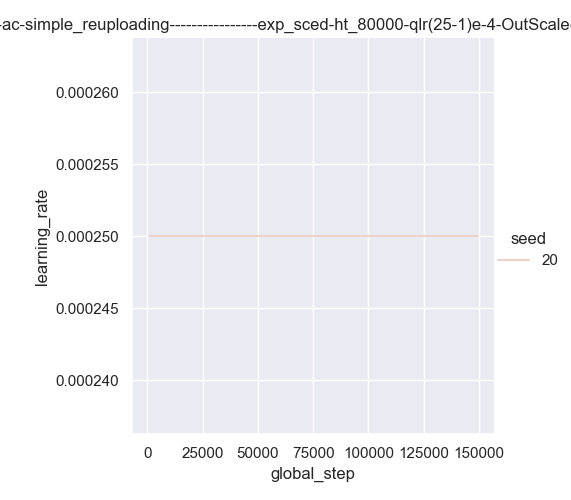 -ac-simple_reuploading----------------exp_sced-ht_80000-qlr(25-1)e-4-OutScale
0.000260
0.000255
0.000250
0.000245
0.000240
learning_rate
seed
20
0 25000 50000 75000 100000 125000 150000
global_step